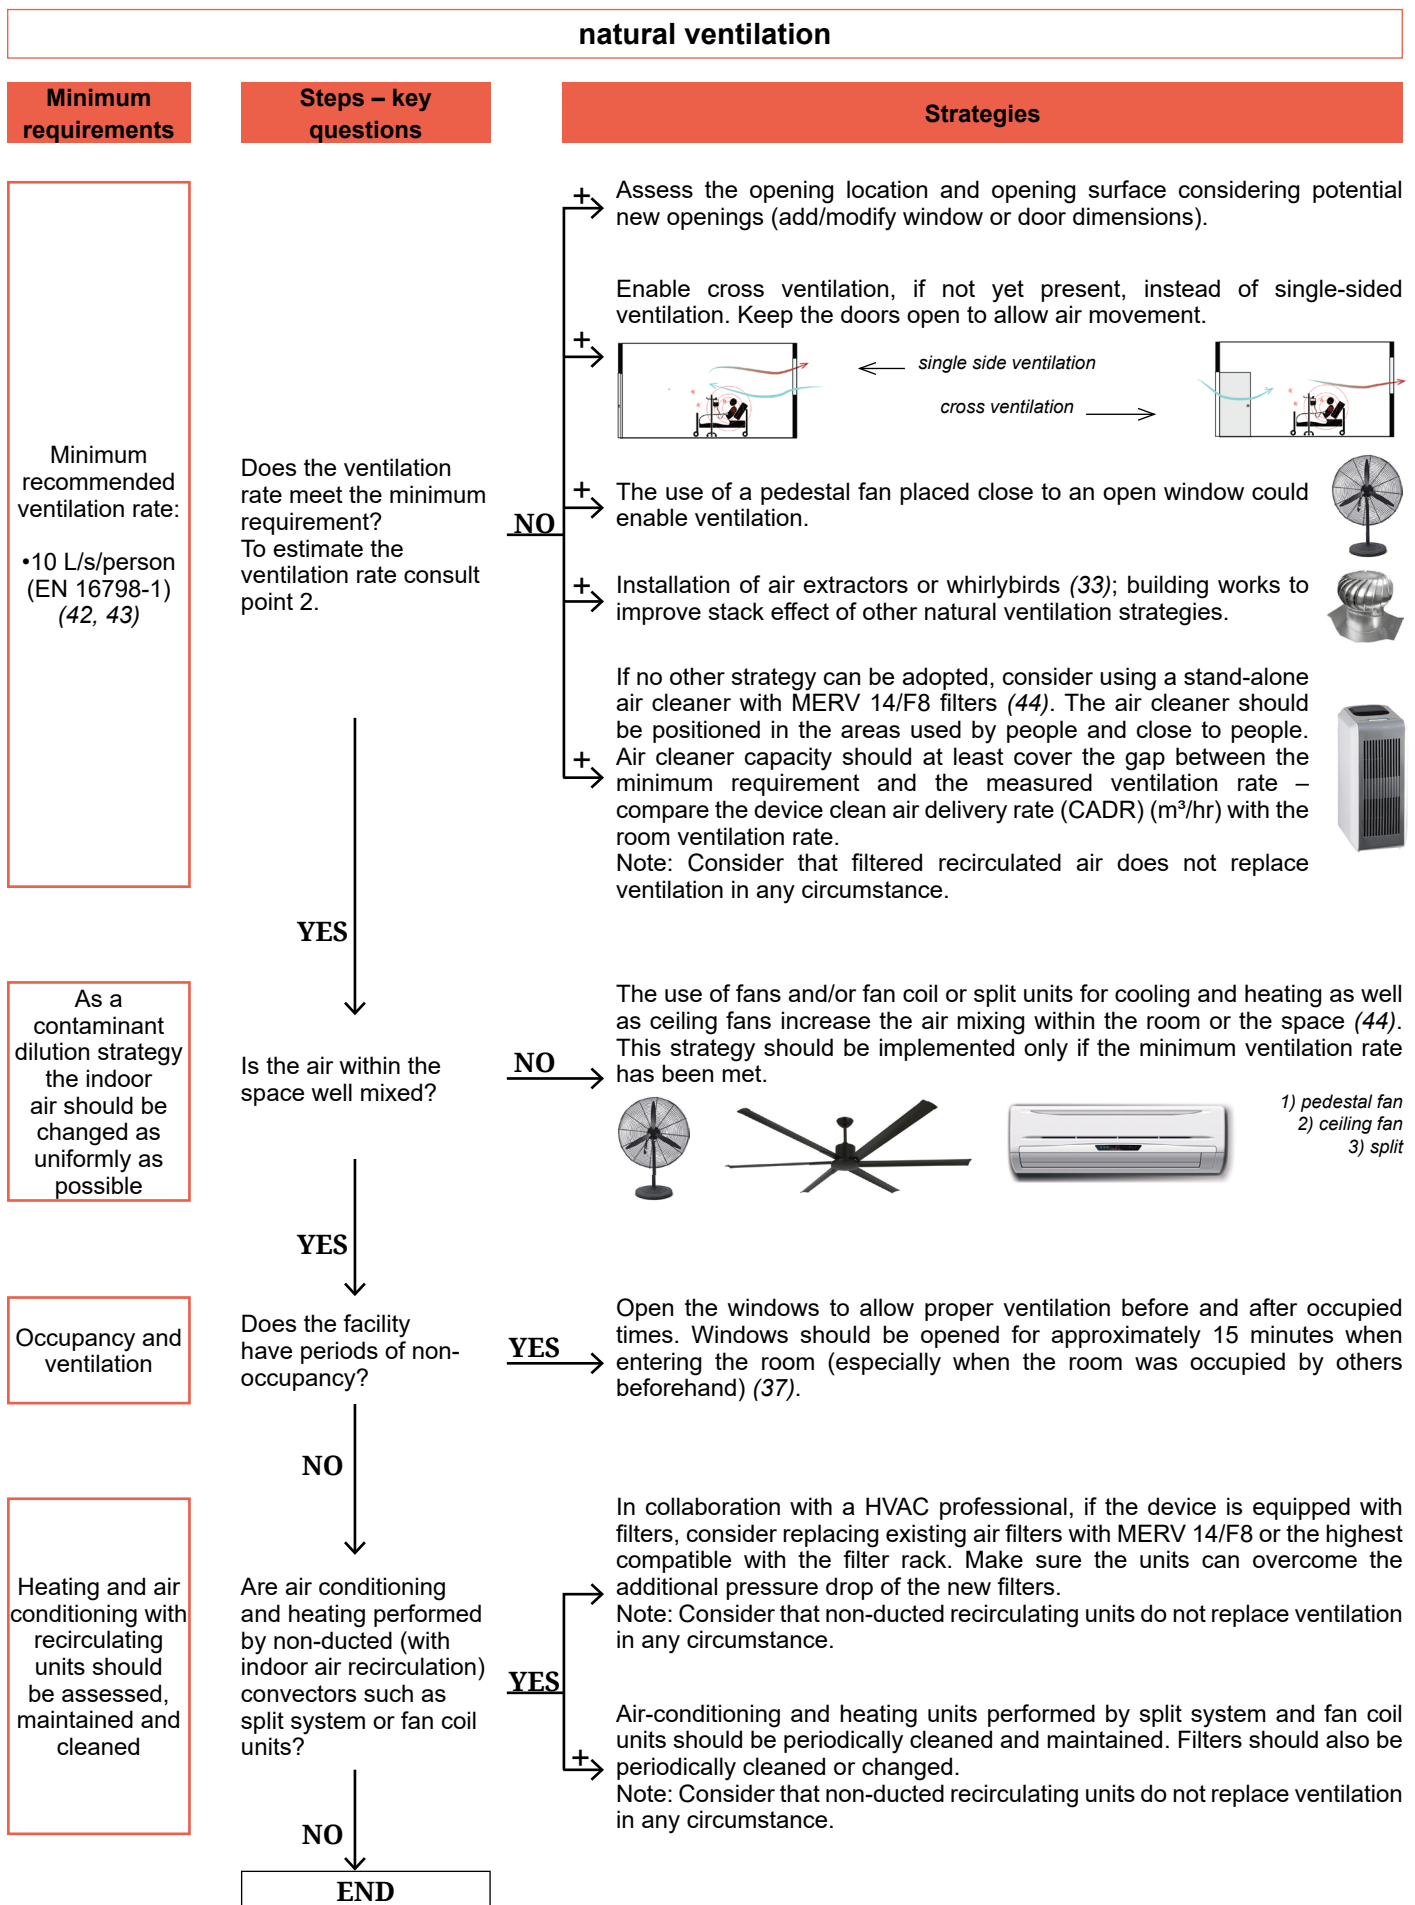 natural ventilation
Minimum
requirements
Steps – key
questions
Strategies
Minimum
recommended
ventilation rate:
•10 L/s/person
(EN 16798-1)
(42, 43)
Does the ventilation
rate meet the minimum
requirement?
To estimate the
ventilation rate consult
point 2.
NO
YES
+
Assess the opening location and opening surface considering potential
new openings (add/modify window or door dimensions).
+
Enable cross ventilation, if not yet present, instead of single-sided
ventilation. Keep the doors open to allow air movement.
single side ventilation
cross ventilation
+
The use of a pedestal fan placed close to an open window could
enable ventilation.
+
Installation of air extractors or whirlybirds (33); building works to
improve stack effect of other natural ventilation strategies.
+
If no other strategy can be adopted, consider using a stand-alone
air cleaner with MERV 14/F8 filters (44). The air cleaner should
be positioned in the areas used by people and close to people.
Air cleaner capacity should at least cover the gap between the
minimum requirement and the measured ventilation rate –
compare the device clean air delivery rate (CADR) (m³/hr) with the
room ventilation rate.
Note: Consider that filtered recirculated air does not replace
ventilation in any circumstance.
As a
contaminant
dilution strategy
the indoor
air should be
changed as
uniformly as
possible
Is the air within the
space well mixed?
NO
YES
The use of fans and/or fan coil or split units for cooling and heating as well
as ceiling fans increase the air mixing within the room or the space (44).
This strategy should be implemented only if the minimum ventilation rate
has been met.
1) pedestal fan
2) ceiling fan
3) split
Occupancy and
ventilation
Does the facility
have periods of non-
occupancy?
YES
NO
Open the windows to allow proper ventilation before and after occupied
times. Windows should be opened for approximately 15 minutes when
entering the room (especially when the room was occupied by others
beforehand) (37).
Heating and air
conditioning with
recirculating
units should
be assessed,
maintained and
cleaned
Are air conditioning
and heating performed
by non-ducted (with
indoor air recirculation)
convectors such as
split system or fan coil
units?
YES
NO
In collaboration with a HVAC professional, if the device is equipped with
filters, consider replacing existing air filters with MERV 14/F8 or the highest
compatible with the filter rack. Make sure the units can overcome the
additional pressure drop of the new filters.
Note: Consider that non-ducted recirculating units do not replace ventilation
in any circumstance.
+
Air-conditioning and heating units performed by split system and fan coil
units should be periodically cleaned and maintained. Filters should also be
periodically cleaned or changed.
Note: Consider that non-ducted recirculating units do not replace ventilation
in any circumstance.
END